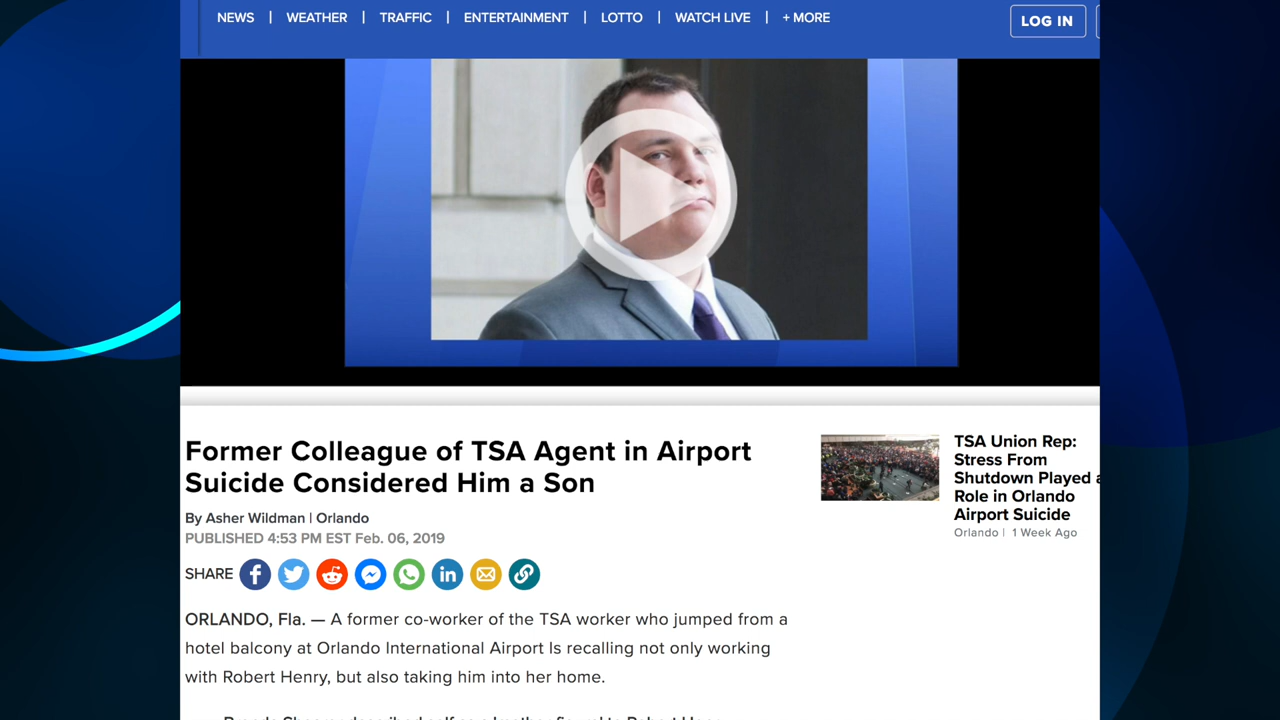 NEWS | WEATHER | TRAFFIC | ENTERTAINMENT | LOTTO | WATCH LIVE | + MORE
LOG IN
Former Colleague of TSA Agent in Airport
Suicide Considered Him a Son
By Asher Wildman | Orlando
PUBLISHED 4:53 PM EST Feb. 06, 2019
SHARE
ORLANDO, Fla. — A former co-worker of the TSA worker who jumped from a
hotel balcony at Orlando International Airport Is recalling not only working
with Robert Henry, but also taking him into her home.
TSA Union Rep:
Stress From
Shutdown Played a
Role in Orlando
Airport Suicide
Orlando | 1 Week Ago